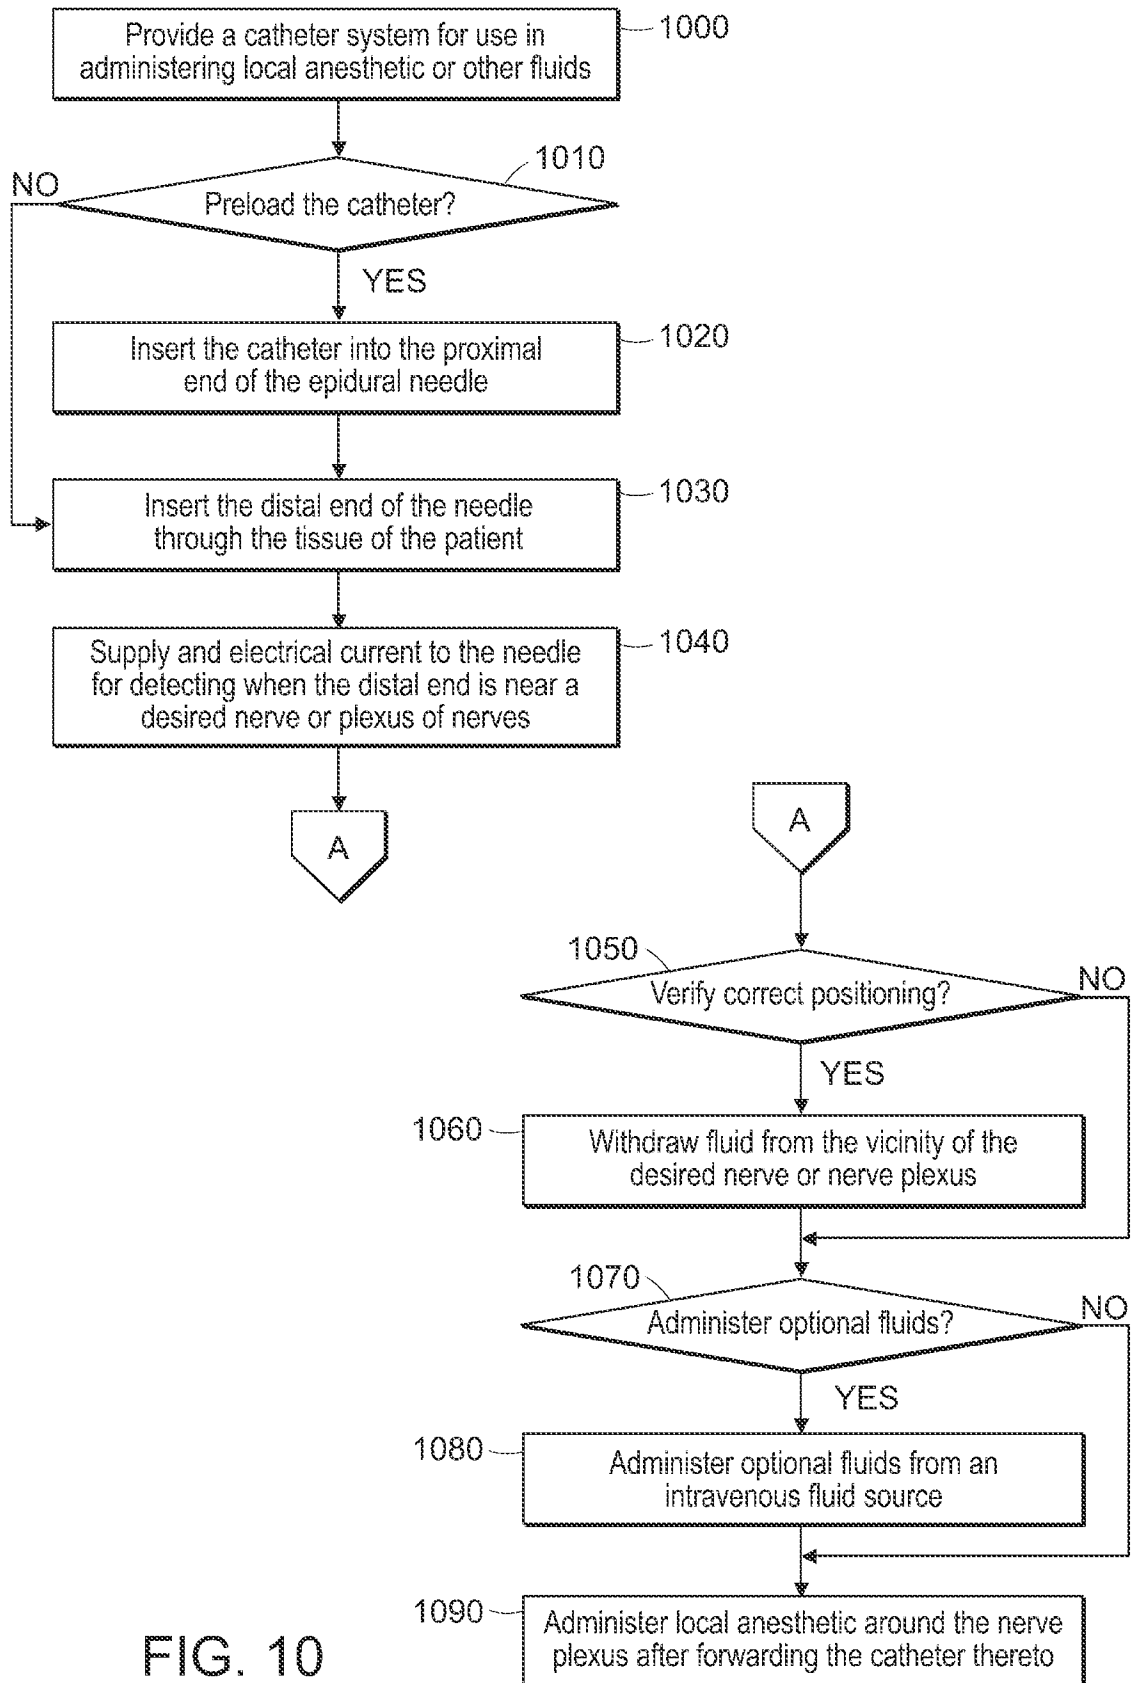 Provide a catheter system for use in
administering local anesthetic or other fluids
1000
1010
NO
Preload the catheter?
YES
Insert the catheter into the proximal
end of the epidural needle
1020
Insert the distal end of the needle
through the tissue of the patient
1030
Supply and electrical current to the needle
for detecting when the distal end is near a
desired nerve or plexus of nerves
1040
A
A
1050
Verify correct positioning?
NO
YES
1060
Withdraw fluid from the vicinity of the
desired nerve or nerve plexus
1070
Administer optional fluids?
NO
YES
1080
Administer optional fluids from an
intravenous fluid source
1090
Administer local anesthetic around the nerve
plexus after forwarding the catheter thereto
FIG. 10